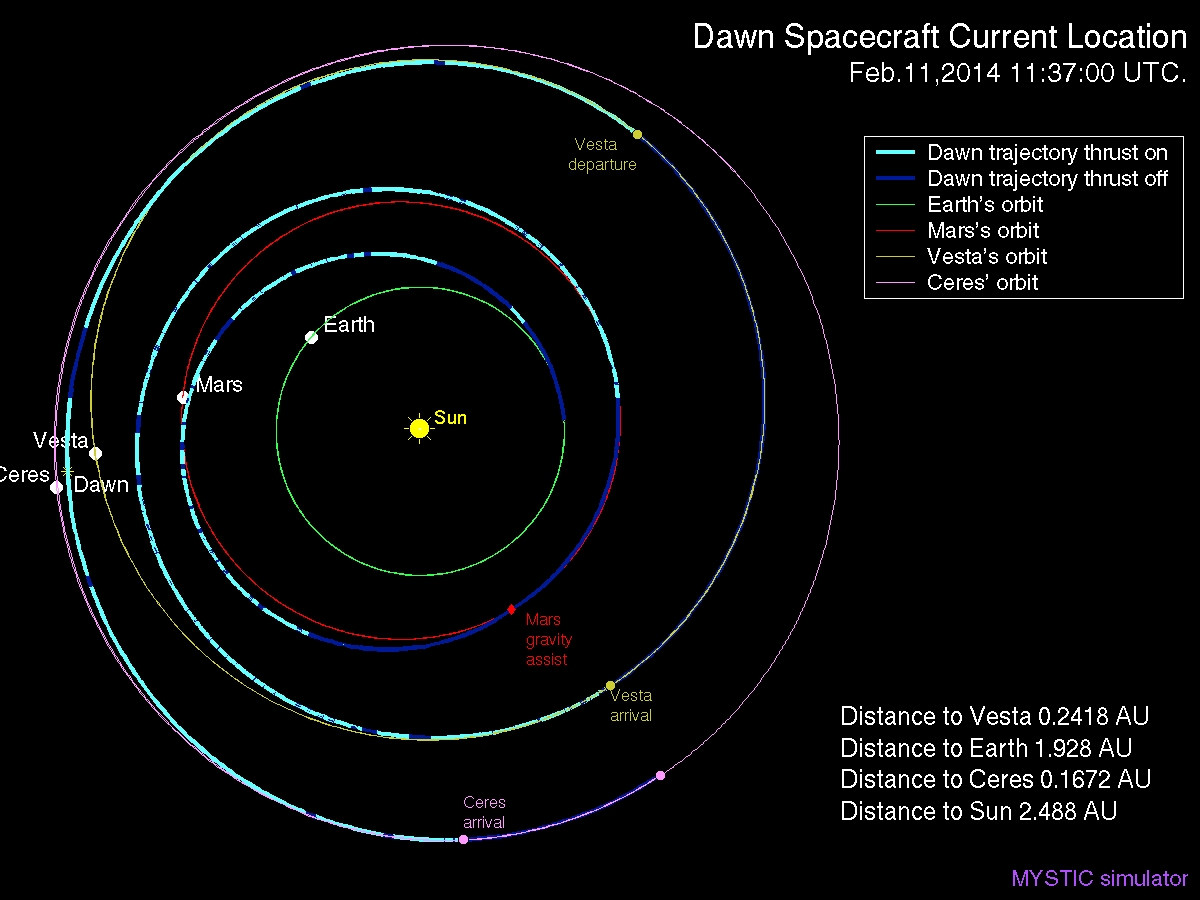 Dawn Spacecraft Current Location
Feb.11,2014 11:37:00 UTC.
Dawn trajectory thrust on
Dawn trajectory thrust off
Earth's orbit
Mars's orbit
Vesta's orbit
Ceres' orbit
Vesta
departure
Earth
Mars
Sun
Vesta
Ceres
Dawn
Mars
gravity
assist
Vesta
arrival
Ceres
arrival
Distance to Vesta 0.2418 AU
Distance to Earth 1.928 AU
Distance to Ceres 0.1672 AU
Distance to Sun 2.488 AU
MYSTIC simulator